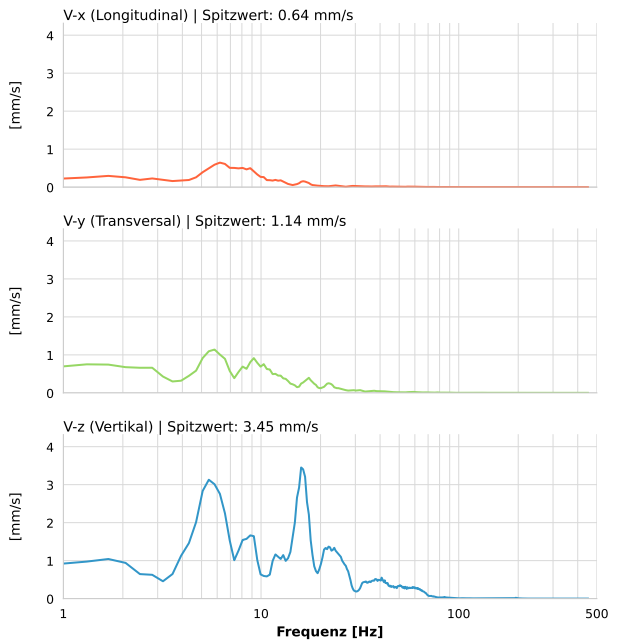 V-x (Longitudinal) | Spitzwert: 0.64 mm/s
4
3
2
1
0
[mm/s]
V-y (Transversal) | Spitzwert: 1.14 mm/s
4
3
2
1
0
[mm/s]
V-z (Vertikal) | Spitzwert: 3.45 mm/s
4
3
2
1
0
[mm/s]
1 10 100 500
Frequenz [Hz]